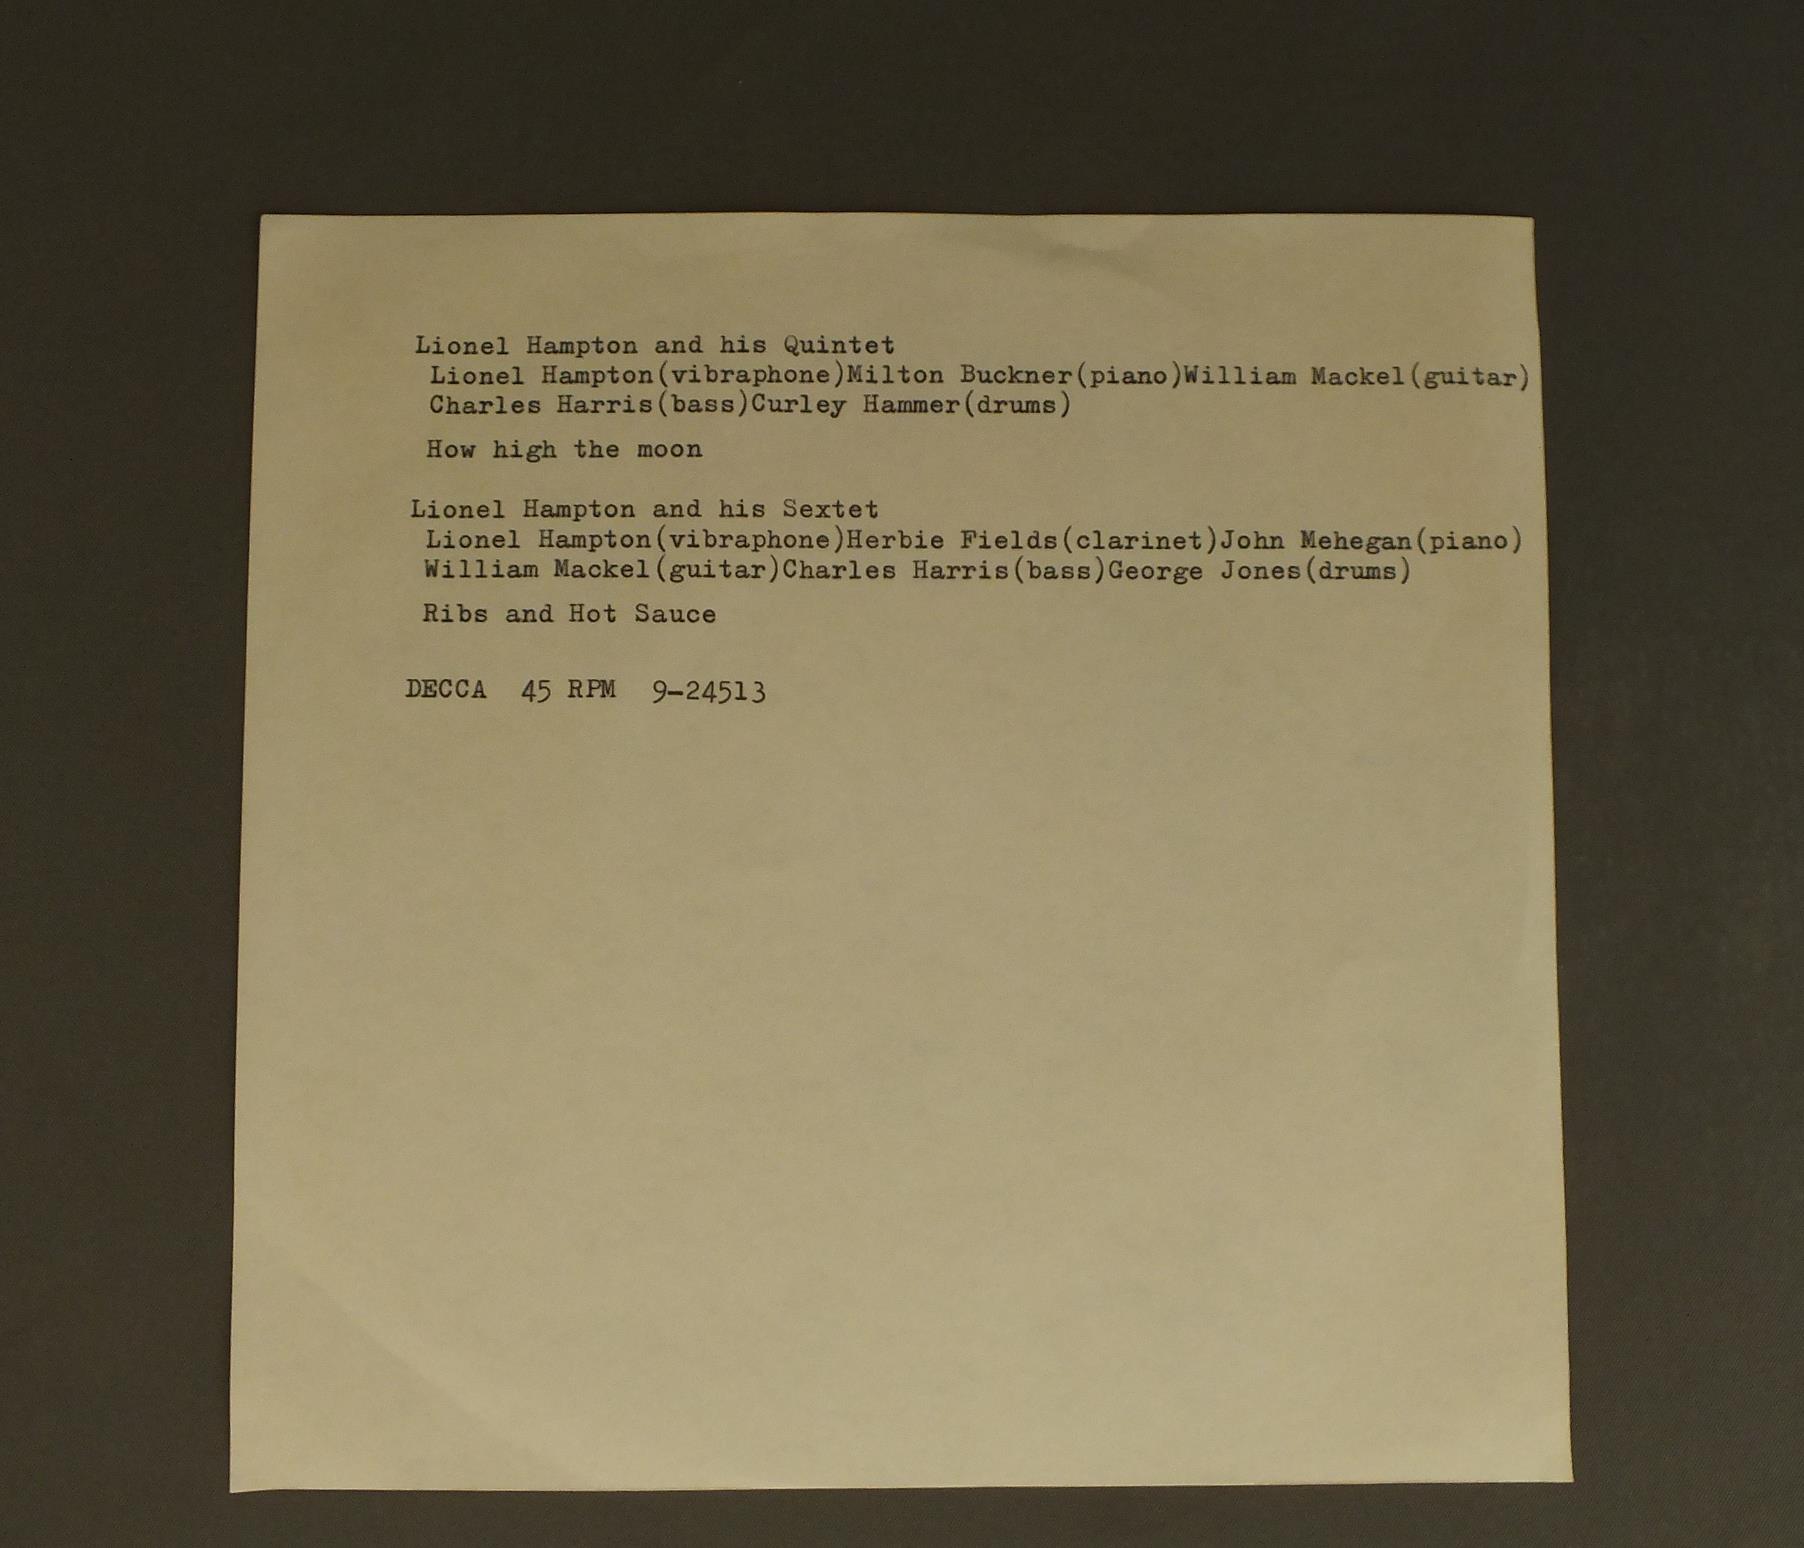 Lionel Hampton and his Quintet
Lionel Hampton(vibraphone)Milton Buckner(piano)William Mackel(guitar)
Charles Harris(bass)Curley Hammer(drums)
How high the moon
Lionel Hampton and his Sextet
Lionel Hampton(vibraphone)Herbie Fields(clarinet)John Mehegan(piano)
William Mackel(guitar)Charles Harris(bass)George Jones(drums)
Ribs and Hot Sauce
DECCA 45 RPM 9-24513